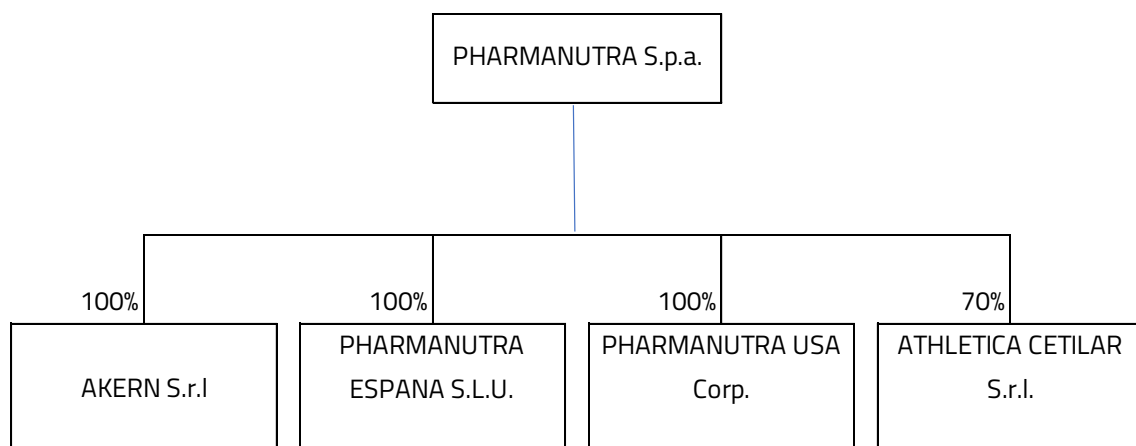 PHARMANUTRA S.p.a.
100%
100%
100%
70%
AKERN S.r.l
PHARMANUTRA
ESPANA S.L.U.
PHARMANUTRA USA
Corp.
ATHLETICA CETILAR
S.r.l.